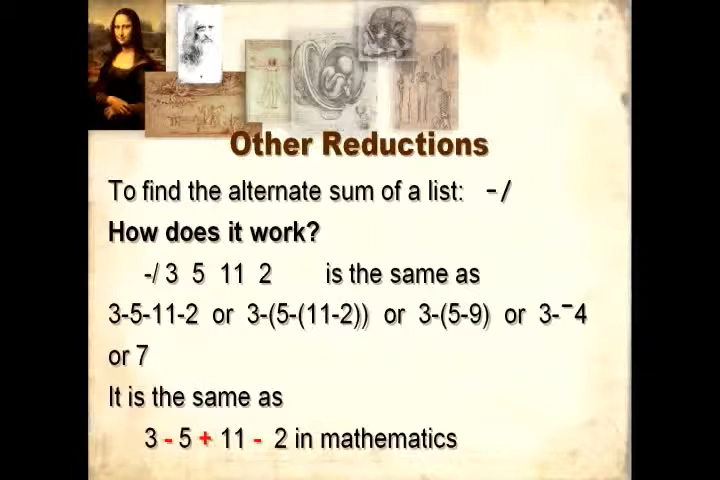 Other Reductions
To find the alternate sum of a list: -/
How does it work?
-/ 3 5 11 2 is the same as
3-5-11-2 or 3-(5-(11-2)) or 3-(5-9) or 3-¯4
or 7
It is the same as
3 - 5 + 11 - 2 in mathematics